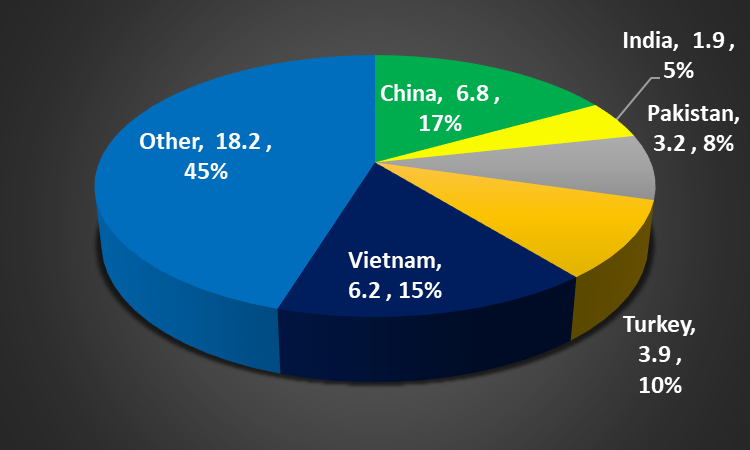 India, 1.9 ,
5%
China, 6.8 ,
17%
Pakistan,
3.2 , 8%
Other, 18.2 ,
45%
Vietnam,
6.2 , 15%
Turkey,
3.9 ,
10%